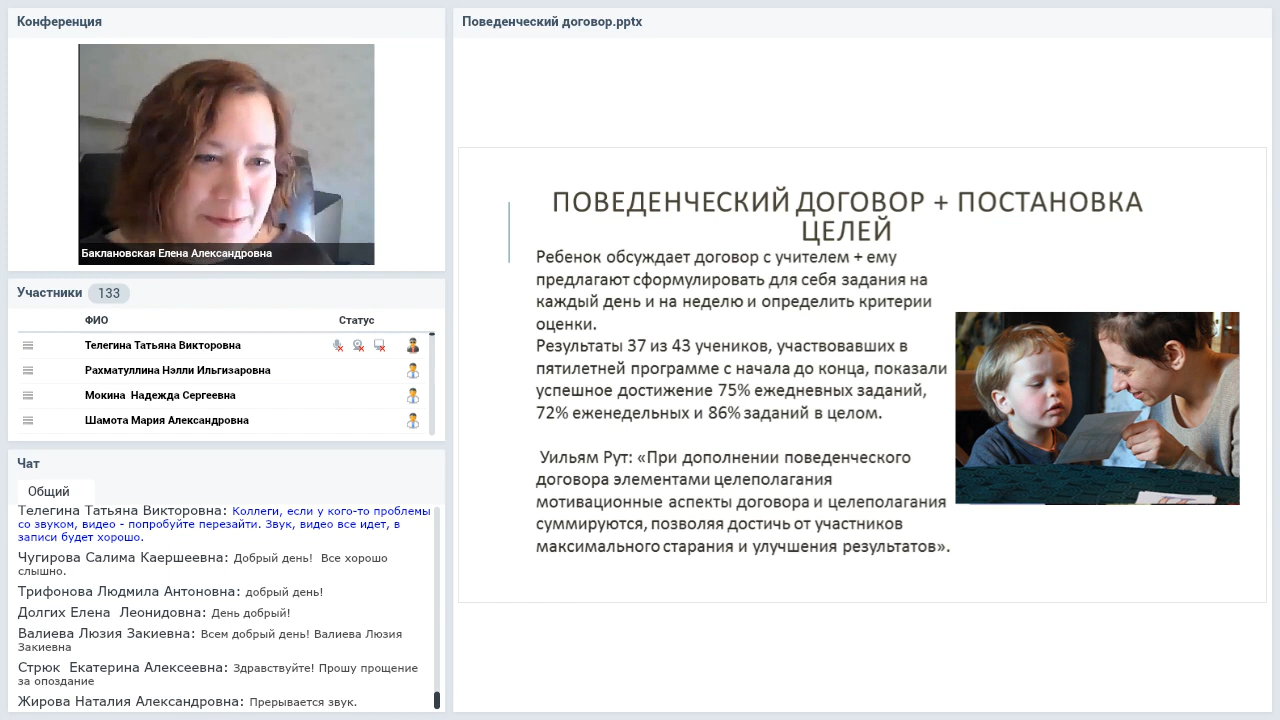 Конференция
Баклановская Елена Александровна
Участники 133
ФИО Статус
Телегина Татьяна Викторовна
Рахматуллина Нэлли Ильгизаровна
Мокина Надежда Сергеевна
Шамота Мария Александровна
Чат
Общий
Телегина Татьяна Викторовна: Коллеги, если у кого-то проблемы
со звуком, видео - попробуйте перезайти. Звук, видео все идет, в
записи будет хорошо.
Чугирова Салима Каершеевна: Добрый день! Все хорошо
слышно.
Трифонова Людмила Антоновна: добрый день!
Долгих Елена Леонидовна: День добрый!
Валиева Люзия Закиевна: Всем добрый день! Валиева Люзия
Закиевна
Стрюк Екатерина Алексеевна: Здравствуйте! Прошу прощение
за опоздание
Жирова Наталия Александровна: Прерывается звук.
Поведенческий договор.pptx
ПОВЕДЕНЧЕСКИЙ ДОГОВОР + ПОСТАНОВКА
ЦЕЛЕЙ
Ребенок обсуждает договор с учителем + ему
предлагают сформулировать для себя задания на
каждый день и на неделю и определить критерии
оценки.
Результаты 37 из 43 учеников, участвовавших в
пятилетней программе с начала до конца, показали
успешное достижение 75% ежедневных заданий,
72% еженедельных и 86% заданий в целом.
Уильям Рут: «При дополнении поведенческого
договора элементами целеполагания
мотивационные аспекты договора и целеполагания
суммируются, позволяя достичь от участников
максимального старания и улучшения результатов».